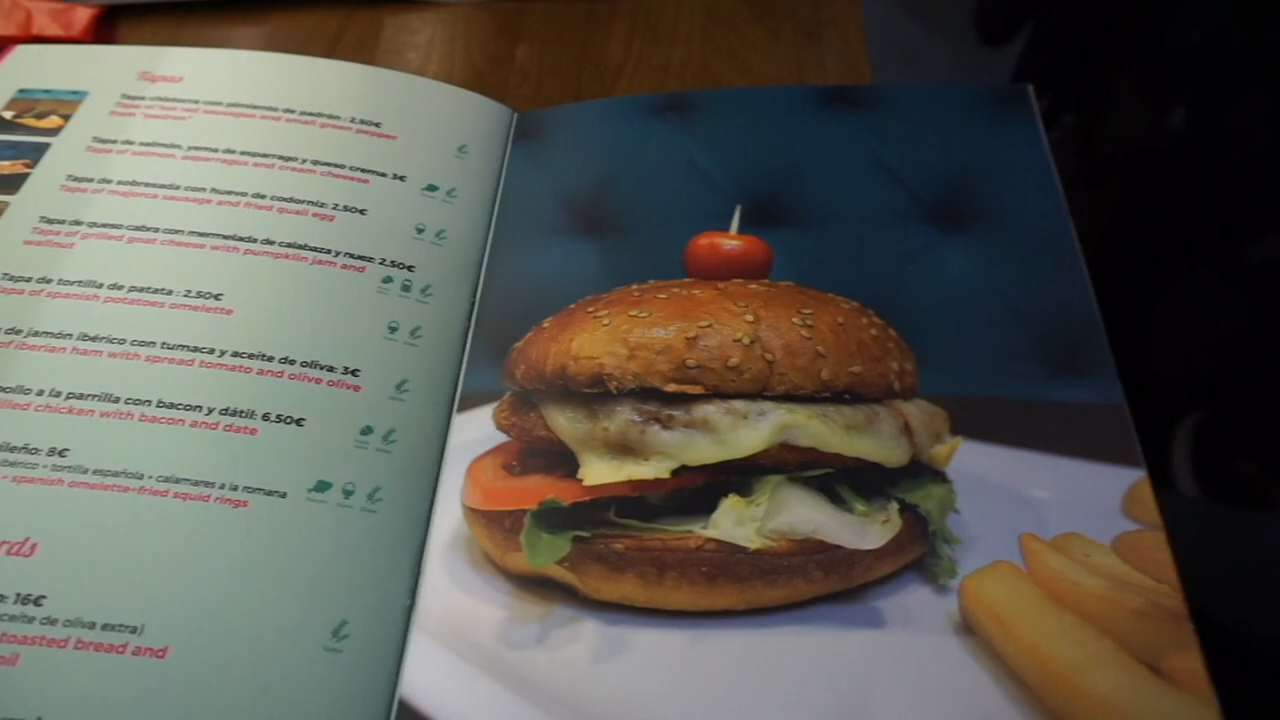 Tapas
Tapa chistorra con pimiento de padrón : 2,50€
Tapa of hot red sausages and small green pepper
from "padron"
Tapa de salmón, yema de esparrago y queso crema: 3€
Tapa of salmon, asparragus and cream cheeese
Tapa de sobresada con huevo de codorniz: 2,50€
Tapa of majorca sausage and fried quail egg
Tapa de queso cabra con mermelada de calabaza y nuez: 2.50€
Tapa of grilled goat cheese with pumpklin jam and
wallnut
Tapa de tortilla de patata : 2.50€
Tapa of spanish potatoes omelette
de jamón ibérico con tumaca y aceite de oliva: 3€
of iberian ham with spread tomato and olive olive
pollo a la parrilla con bacon y dátil: 6,50€
illed chicken with bacon and date
ileño: 8€
ibérico + tortilla española + calamares a la romana
+ spanish omelette+fried squid rings
rds
: 16€
aceite de oliva extra)
toasted bread and
oil